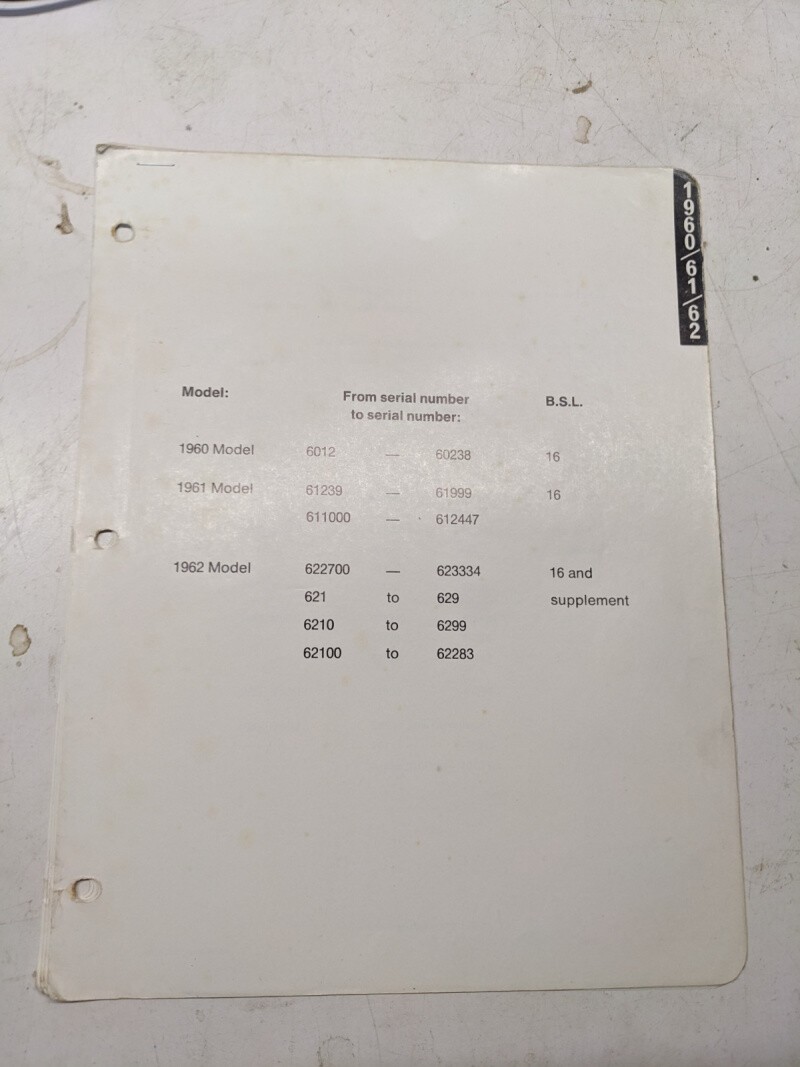 1960/61/62
Model: From serial number B.S.L.
to serial number:
1960 Model 6012 — 60238 16
1961 Model 61239 — 61999 16
611000 — 612447
1962 Model 622700 — 623334 16 and
621 to 629 supplement
6210 to 6299
62100 to 62283